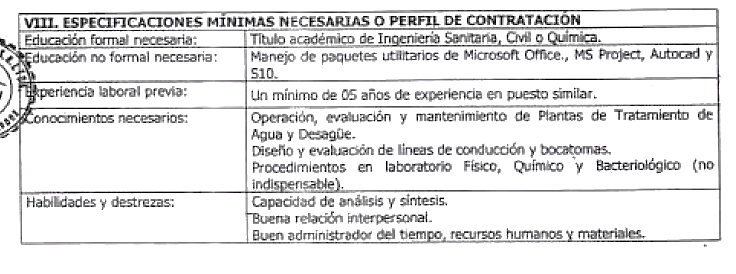 VIII. ESPECIFICACIONES MÍNIMAS NECESARIAS O PERFIL DE CONTRATACIÓN
Educación formal necesaria: Título académico de Ingeniería Sanitaria, Civil o Química.
Educación no formal necesaria: Manejo de paquetes utilitarios de Microsoft Office., MS Project, Autocad y
S10.
Experiencia laboral previa: Un mínimo de 05 años de experiencia en puesto similar.
Conocimientos necesarios: Operación, evaluación y mantenimiento de Plantas de Tratamiento de
Agua y Desagüe.
Diseño y evaluación de líneas de conducción y bocatomas.
Procedimientos en laboratorio Físico, Químico y Bacteriológico (no
indispensable).
Habilidades y destrezas: Capacidad de análisis y síntesis.
Buena relación interpersonal.
Buen administrador del tiempo, recursos humanos y materiales.